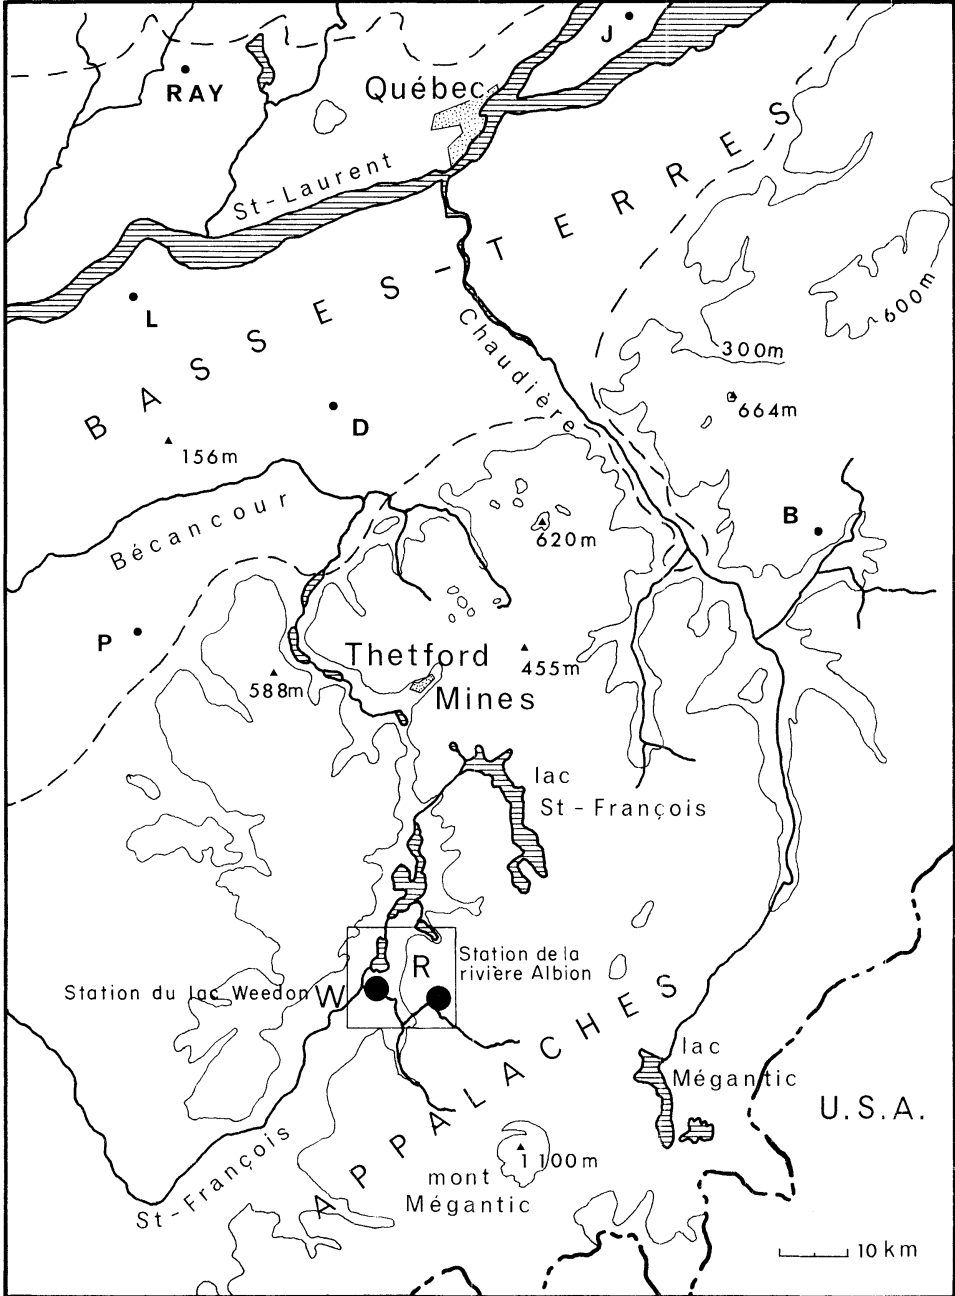 J
RAY
Québec
St-Laurent
BASSES-TERRES
L
Chaudière
600m
300m
664m
D
156m
Bécancour
B
620m
P
Thetford
Mines
455m
588m
lac
St-François
Station de la
rivière Albion
R
Station du lac Weedon
W
APPALACHES
lac
Mégantic
U.S.A.
St-François
1100m
mont
Mégantic
10 km